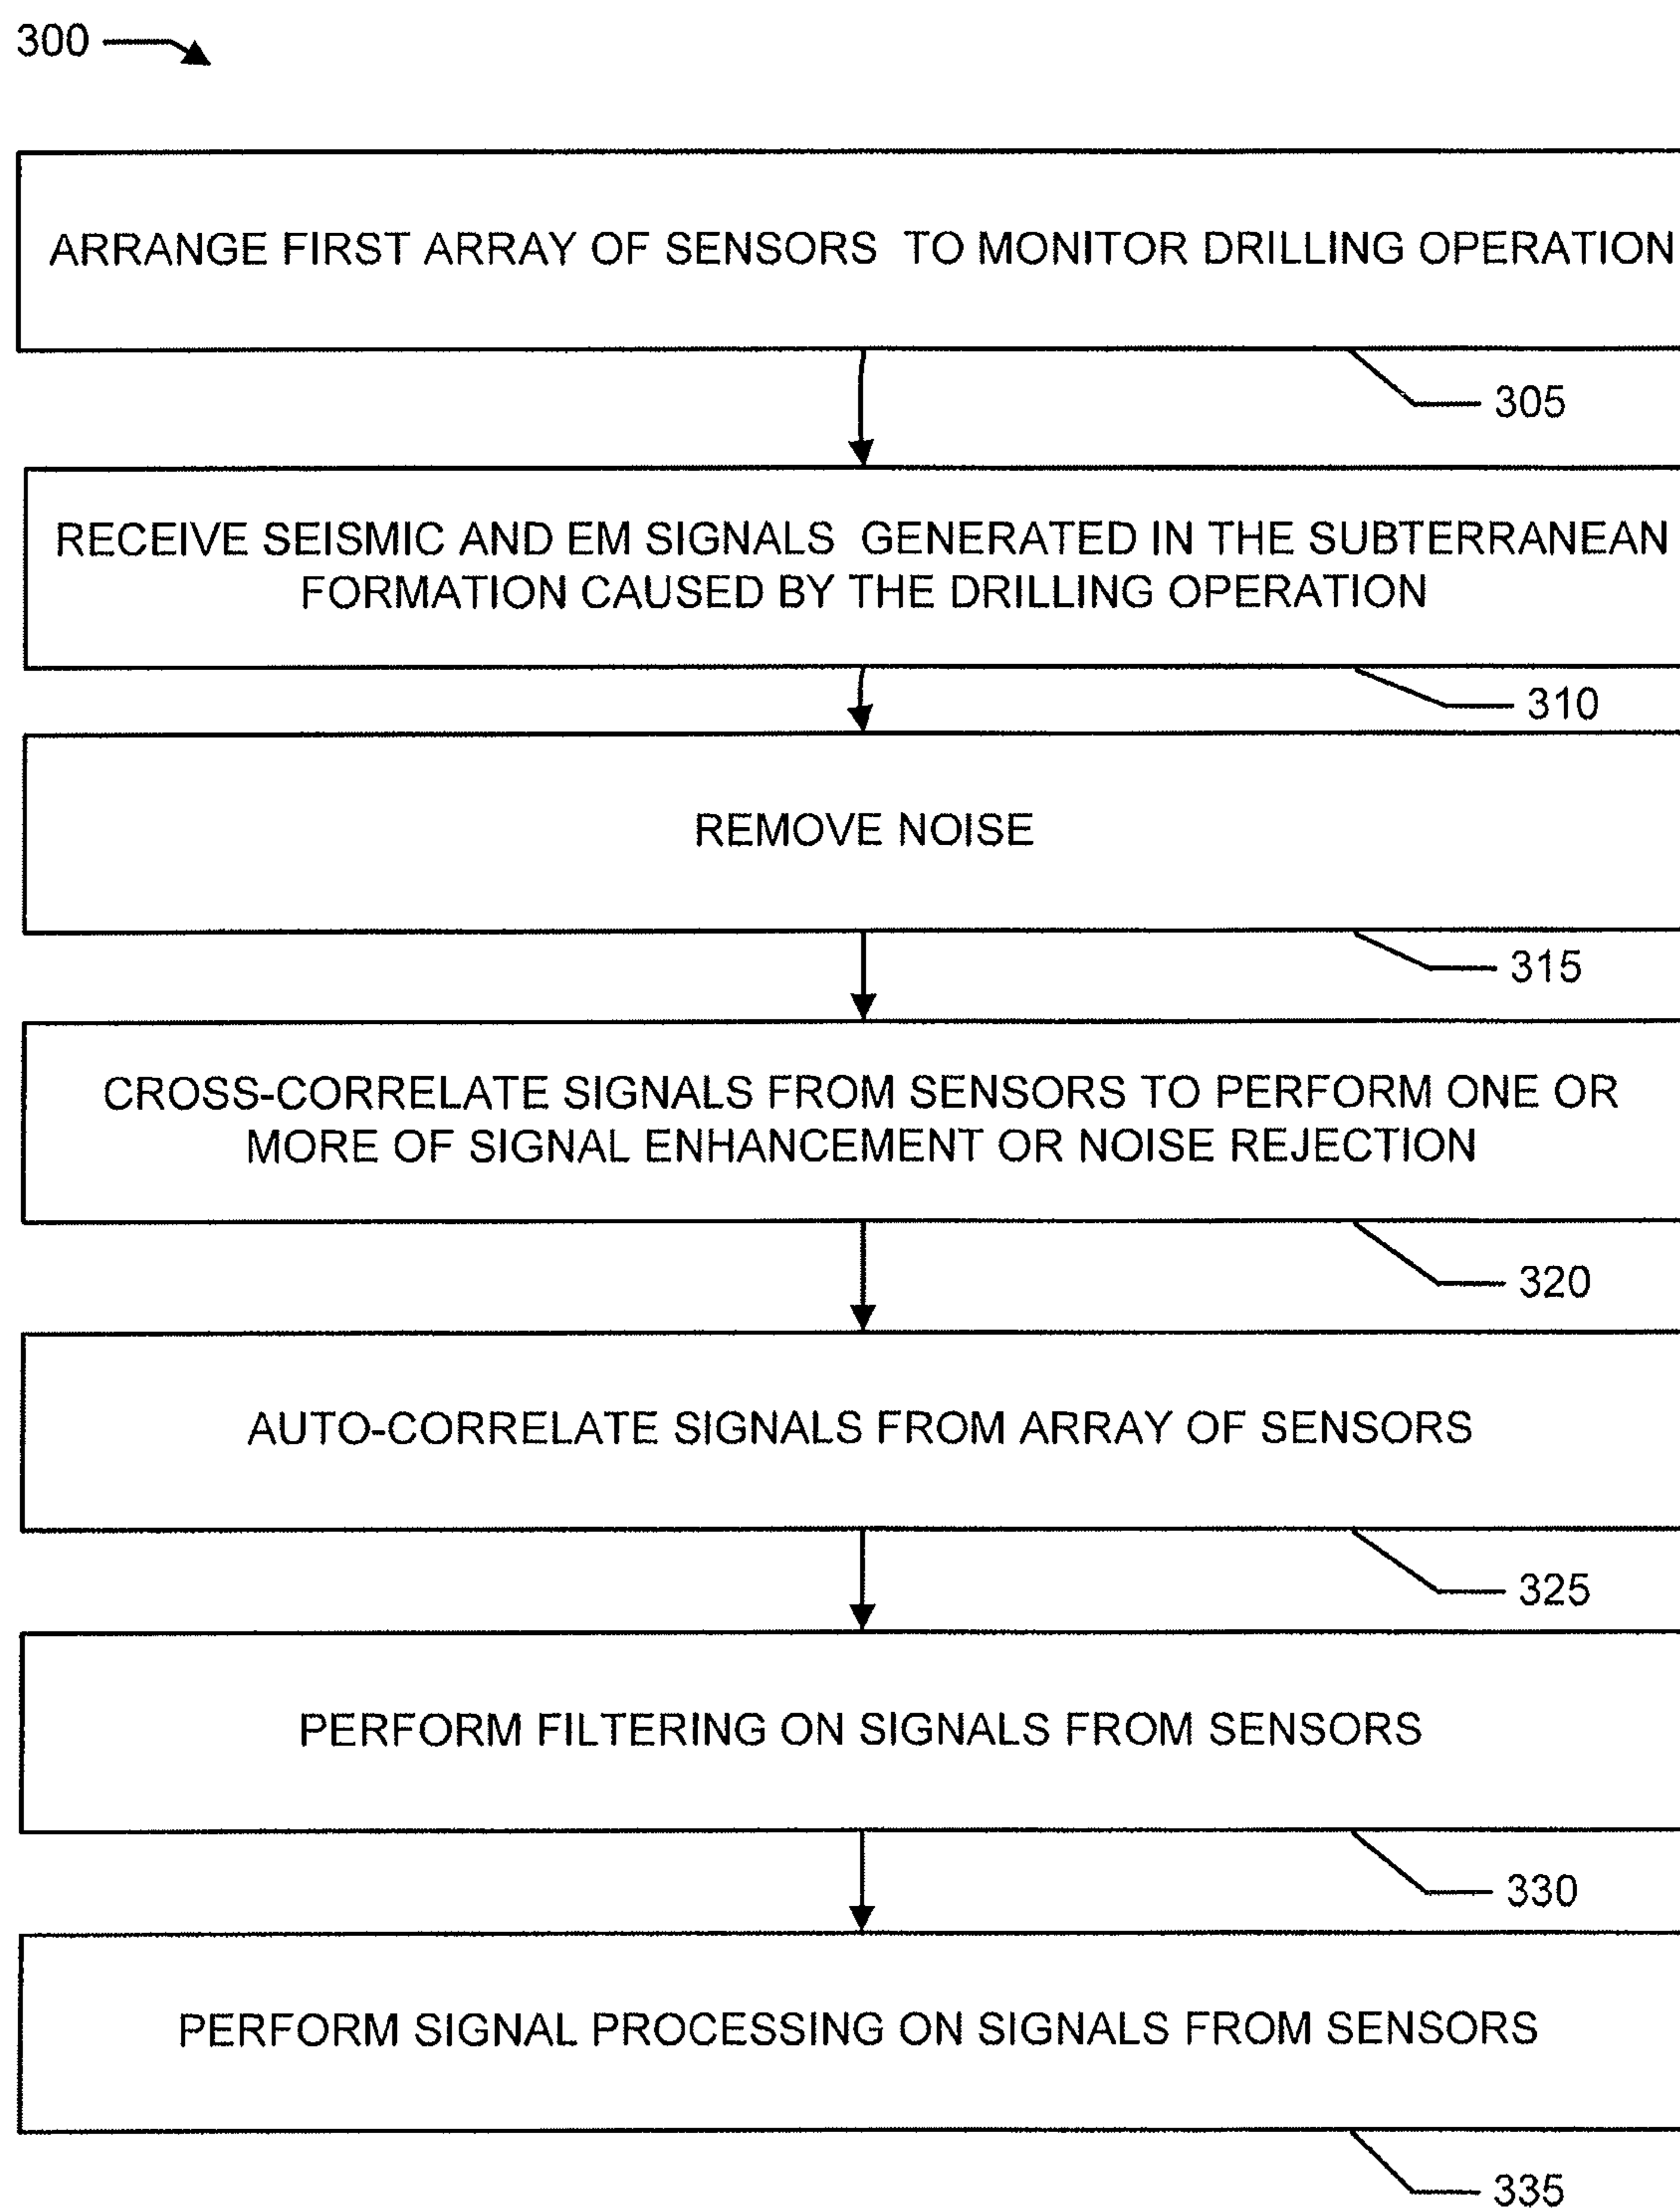 300
ARRANGE FIRST ARRAY OF SENSORS TO MONITOR DRILLING OPERATION
305
RECEIVE SEISMIC AND EM SIGNALS GENERATED IN THE SUBTERRANEAN
FORMATION CAUSED BY THE DRILLING OPERATION
310
REMOVE NOISE
315
CROSS-CORRELATE SIGNALS FROM SENSORS TO PERFORM ONE OR
MORE OF SIGNAL ENHANCEMENT OR NOISE REJECTION
320
AUTO-CORRELATE SIGNALS FROM ARRAY OF SENSORS
325
PERFORM FILTERING ON SIGNALS FROM SENSORS
330
PERFORM SIGNAL PROCESSING ON SIGNALS FROM SENSORS
335